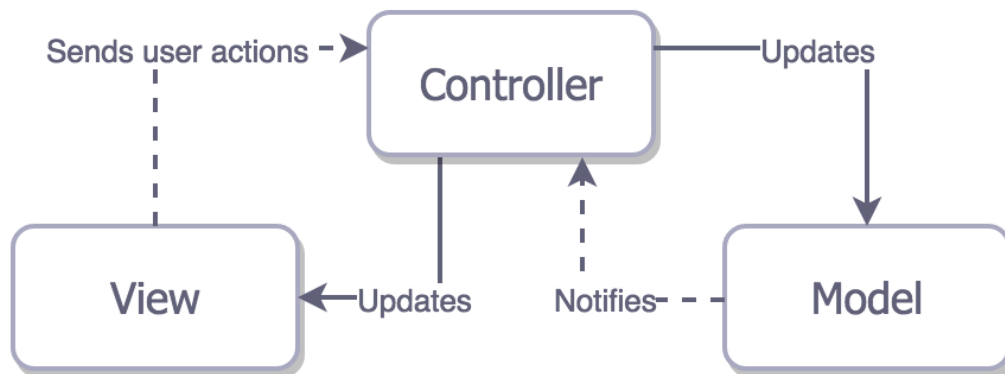 Sends user actions
Updates
Controller
View
Updates
Notifies
Model